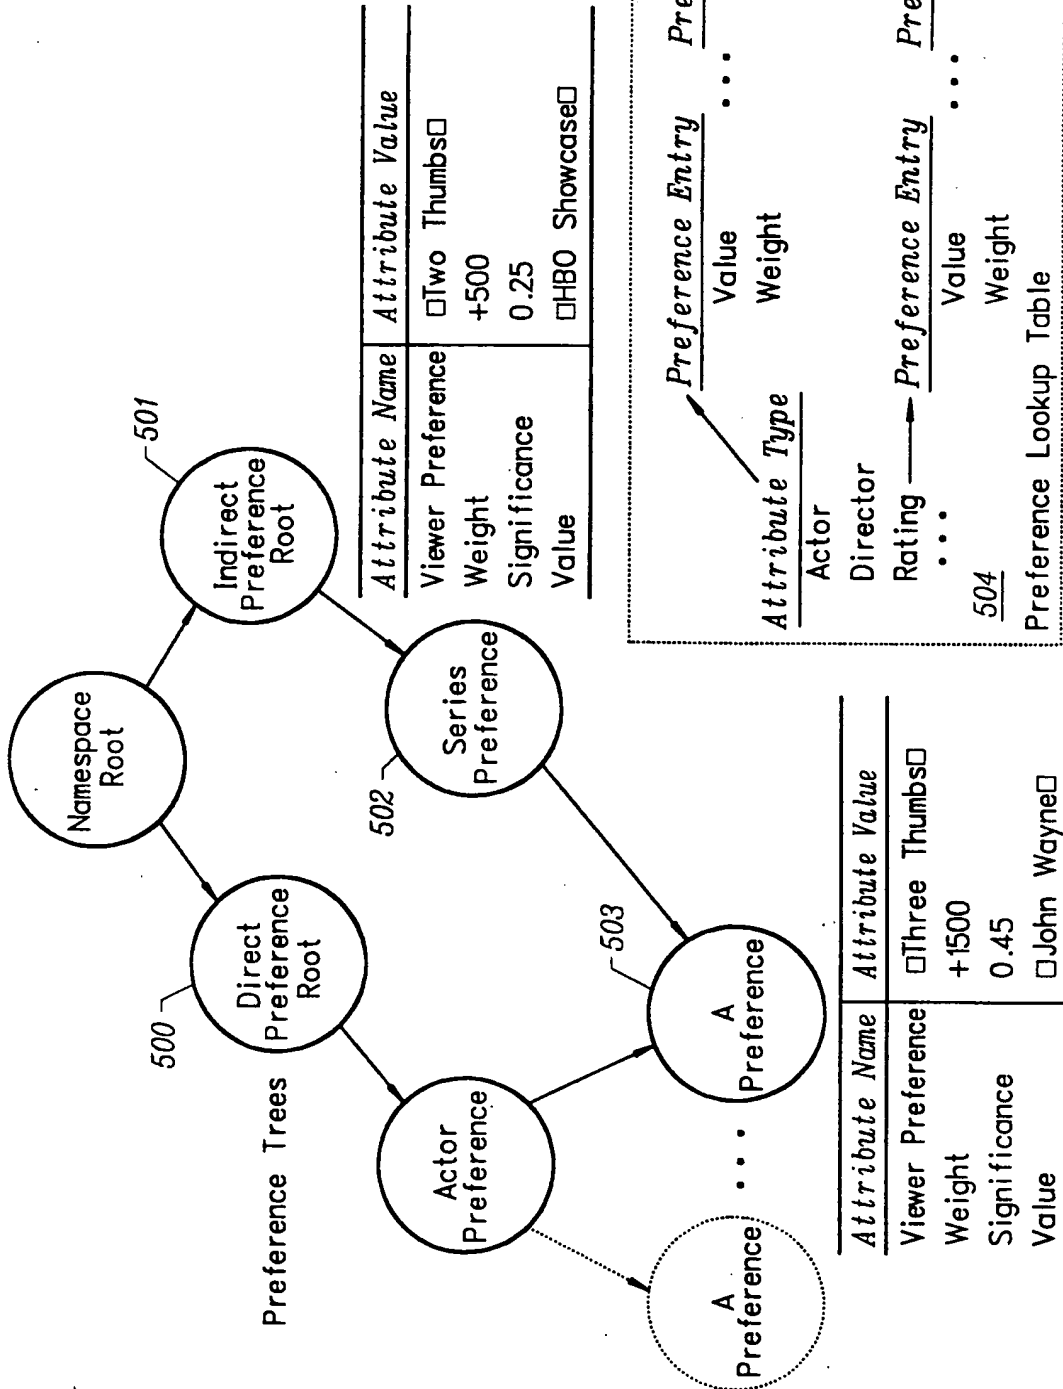 Preference Trees
Namespace
Root
500
Direct
Preference
Root
501
Indirect
Preference
Root
Actor
Preference
502
Series
Preference
A
Preference
• • •
503
A
Preference
Attribute Name Attribute Value
Viewer Preference □Two Thumbs□
Weight +500
Significance 0.25
Value □HBO Showcase□
Attribute Name Attribute Value
Viewer Preference □Three Thumbs□
Weight +1500
Significance 0.45
Value □John Wayne□
Attribute Type
Actor
Director
Rating
• • •
Preference Entry Pre
Value • • •
Weight
Preference Entry Pre
Value • • •
Weight
504
Preference Lookup Table